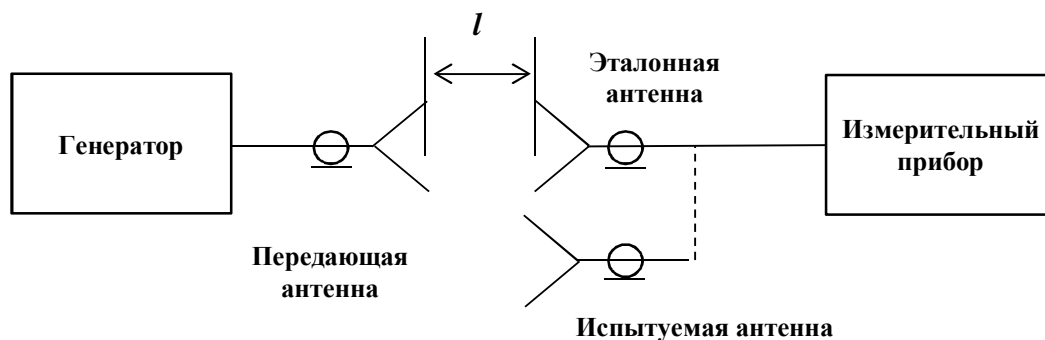 l
Генератор
Эталонная
антенна
Измерительный
прибор
Передающая
антенна
Испытуемая антенна